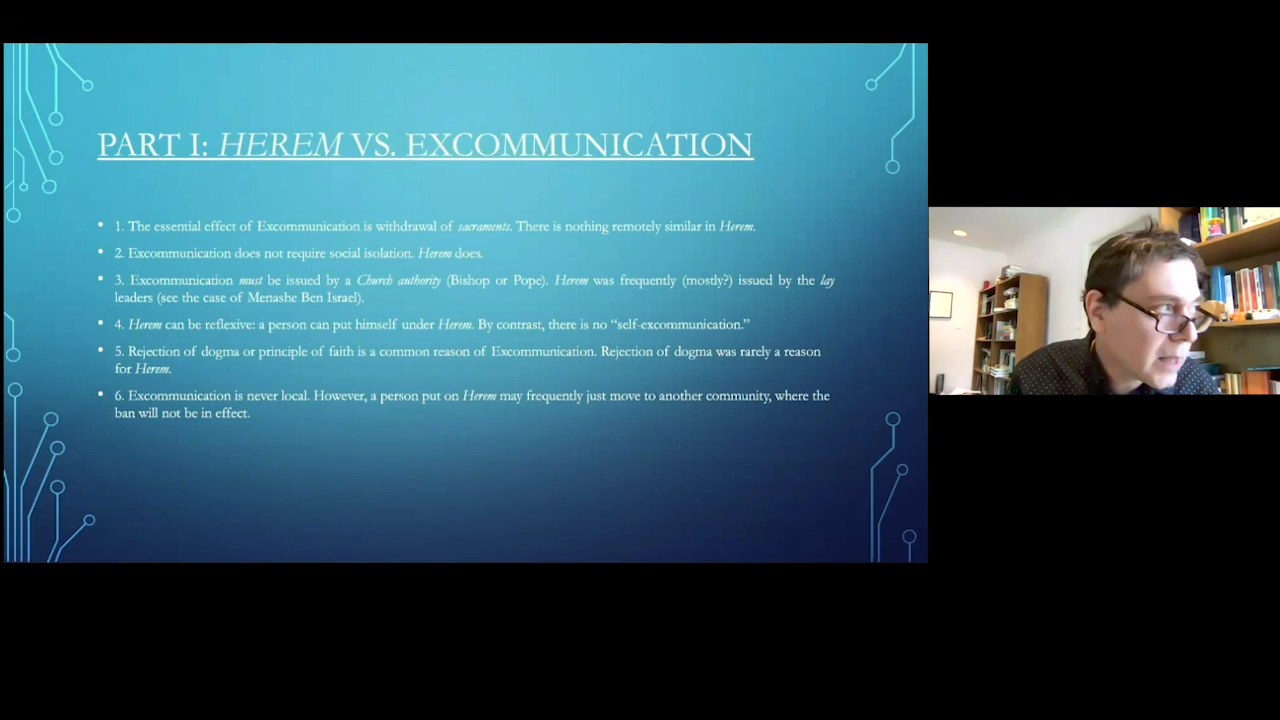 PART I: HEREM VS. EXCOMMUNICATION
• 1. The essential effect of Excommunication is withdrawal of sacraments. There is nothing remotely similar in Herem.
• 2. Excommunication does not require social isolation. Herem does.
• 3. Excommunication must be issued by a Church authority (Bishop or Pope). Herem was frequently (mostly?) issued by the lay
leaders (see the case of Menashe Ben Israel).
• 4. Herem can be reflexive: a person can put himself under Herem. By contrast, there is no “self-excommunication.”
• 5. Rejection of dogma or principle of faith is a common reason of Excommunication. Rejection of dogma was rarely a reason
for Herem.
• 6. Excommunication is never local. However, a person put on Herem may frequently just move to another community, where the
ban will not be in effect.